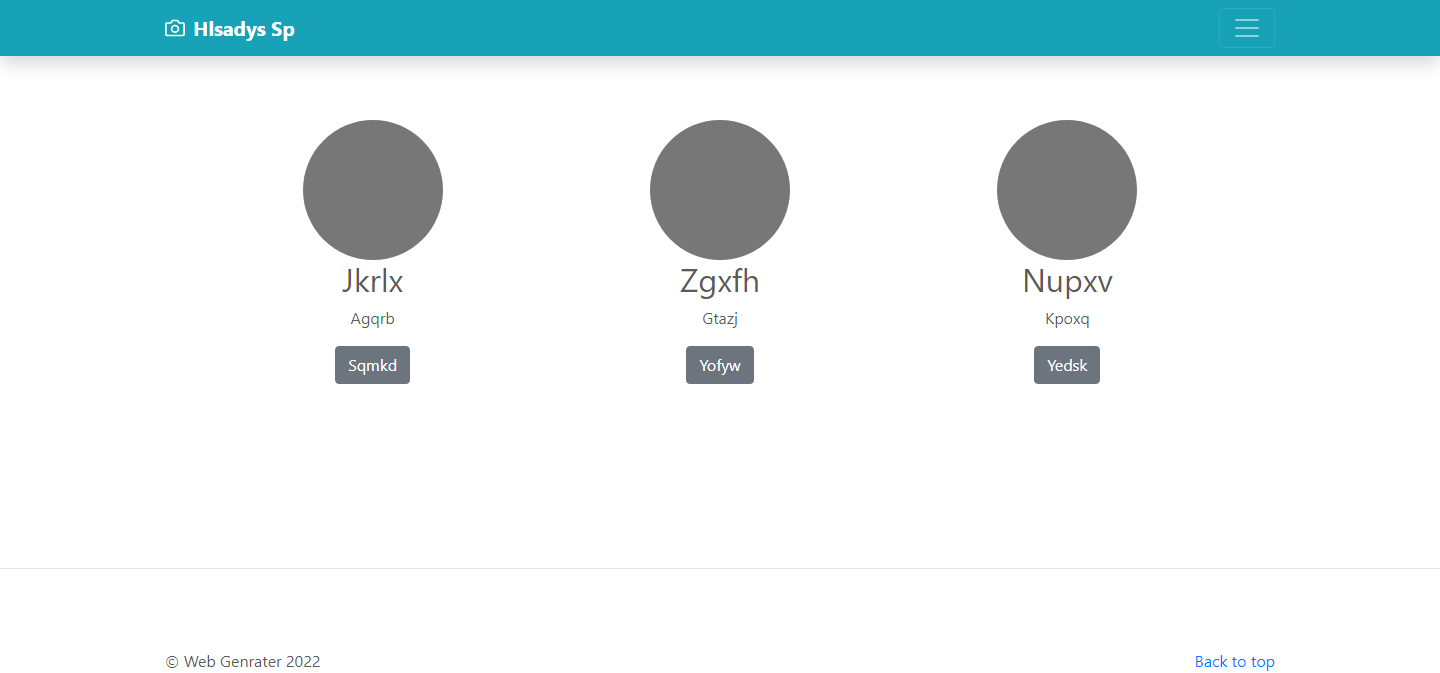 Hlsadys Sp
Jkrlx
Agqrb
Sqmkd
Zgxfh
Gtazj
Yofyw
Nupxv
Kpoxq
Yedsk
© Web Genrater 2022
Back to top